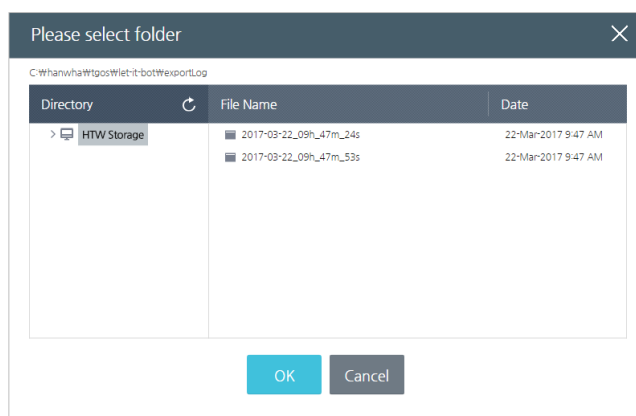 Please select folder
C:₩hanwha₩tgos₩let-it-bot₩exportLog
Directory File Name Date
HTW Storage 2017-03-22_09h_47m_24s 22-Mar-2017 9:47 AM
2017-03-22_09h_47m_53s 22-Mar-2017 9:47 AM
OK Cancel